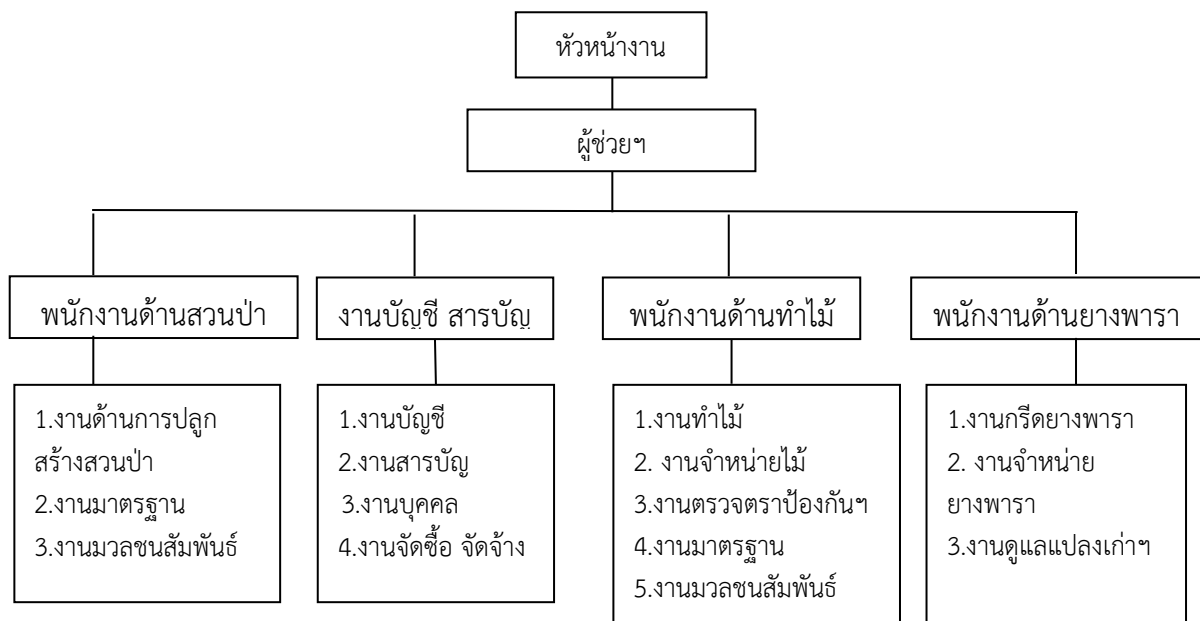 หัวหน้างาน
ผู้ช่วยฯ
พนักงานด้านสวนป่า
งานบัญชี สารบัญ
พนักงานด้านทำไม้
พนักงานด้านยางพารา
1.งานด้านการปลูก
สร้างสวนป่า
2.งานมาตรฐาน
3.งานมวลชนสัมพันธ์
1.งานบัญชี
2.งานสารบัญ
3.งานบุคคล
4.งานจัดซื้อ จัดจ้าง
1.งานทำไม้
2. งานจำหน่ายไม้
3.งานตรวจตราป้องกันฯ
4.งานมาตรฐาน
5.งานมวลชนสัมพันธ์
1.งานกรีดยางพารา
2. งานจำหน่าย
ยางพารา
3.งานดูแลแปลงเก่าฯ